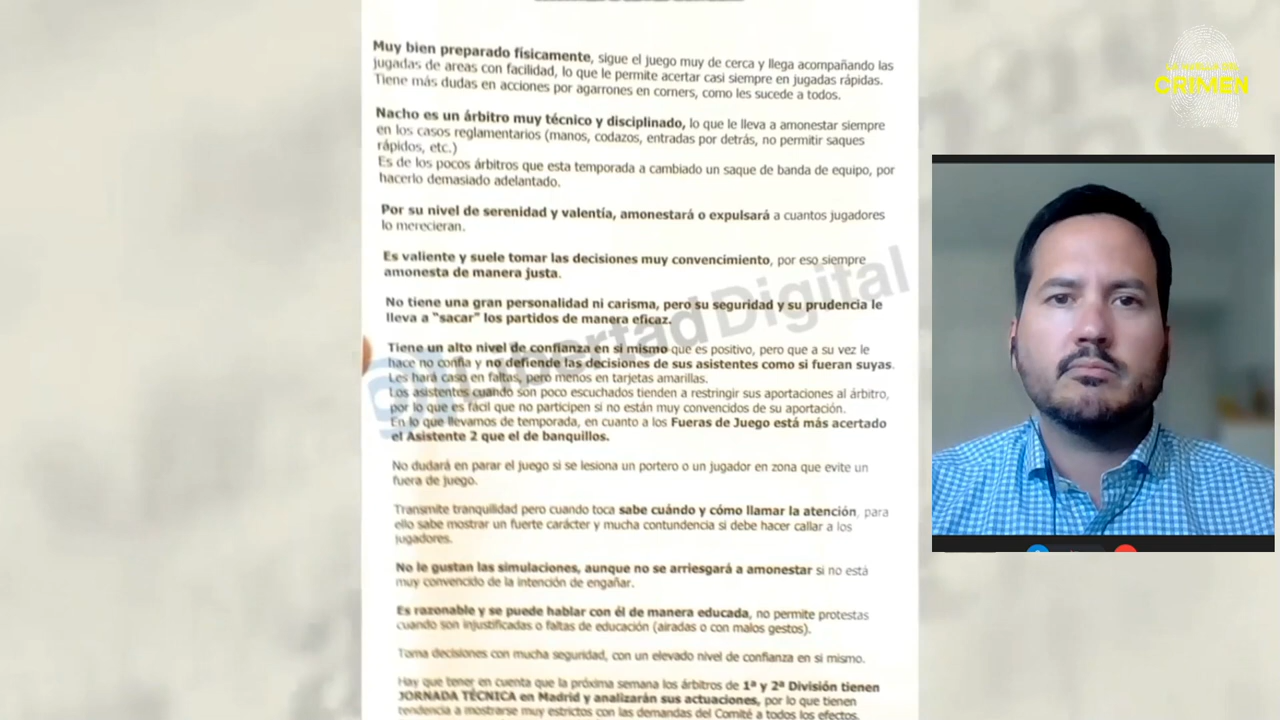 Muy bien preparado físicamente, sigue el juego muy de cerca y llega acompañando las
jugadas de areas con facilidad, lo que le permite acertar casi siempre en jugadas rápidas.
Tiene más dudas en acciones por agarrones en corners, como les sucede a todos.
Nacho es un árbitro muy técnico y disciplinado, lo que le lleva a amonestar siempre
en los casos reglamentarios (manos, codazos, entradas por detrás, no permitir saques
rápidos, etc.)
Es de los pocos árbitros que esta temporada a cambiado un saque de banda de equipo, por
hacerlo demasiado adelantado.
Por su nivel de serenidad y valentía, amonestará o expulsará a cuantos jugadores
lo merecieran.
Es valiente y suele tomar las decisiones muy convencimiento, por eso siempre
amonesta de manera justa.
No tiene una gran personalidad ni carisma, pero su seguridad y su prudencia le
lleva a "sacar" los partidos de manera eficaz.
Tiene un alto nivel de confianza en si mismo que es positivo, pero que a su vez le
hace no confia y no defiende las decisiones de sus asistentes como si fueran suyas.
Les hará caso en faltas, pero menos en tarjetas amarillas.
Los asistentes cuando son poco escuchados tienden a restringir sus aportaciones al árbitro,
por lo que es fácil que no participen si no están muy convencidos de su aportación.
En lo que llevamos de temporada, en cuanto a los Fueras de Juego está más acertado
el Asistente 2 que el de banquillos.
No dudará en parar el juego si se lesiona un portero o un jugador en zona que evite un
fuera de juego.
Transmite tranquilidad pero cuando toca sabe cuándo y cómo llamar la atención, para
ello sabe mostrar un fuerte carácter y mucha contundencia si debe hacer callar a los
jugadores.
No le gustan las simulaciones, aunque no se arriesgará a amonestar si no está
muy convencido de la intención de engañar.
Es razonable y se puede hablar con él de manera educada, no permite protestas
cuando son injustificadas o faltas de educación (airadas o con malos gestos).
Toma decisiones con mucha seguridad, con un elevado nivel de confianza en si mismo.
Hay que tener en cuenta que la próxima semana los árbitros de 1ª y 2ª División tienen
JORNADA TÉCNICA en Madrid y analizarán sus actuaciones, por lo que tienen
tendencia a mostrarse muy estrictos con las demandas del Comité a todos los efectos.
Libertad Digital
CRIMEN